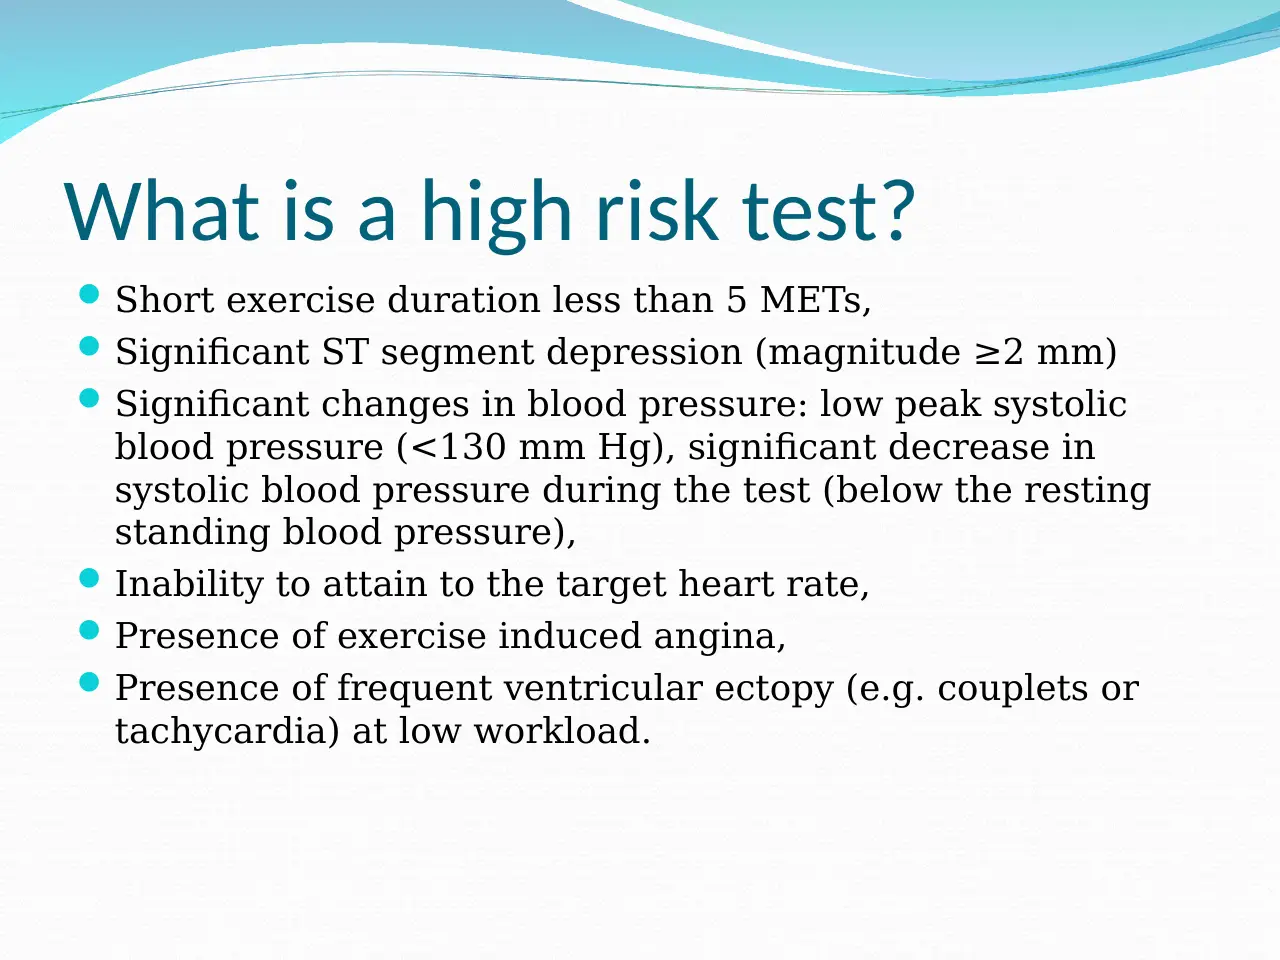 What is a high risk test?
Short exercise duration less than 5 METs,
Significant ST segment depression (magnitude ≥2 mm)
Significant changes in blood pressure: low peak systolic
blood pressure (<130 mm Hg), significant decrease in
systolic blood pressure during the test (below the resting
standing blood pressure),
Inability to attain to the target heart rate,
Presence of exercise induced angina,
Presence of frequent ventricular ectopy (e.g. couplets or
tachycardia) at low workload.